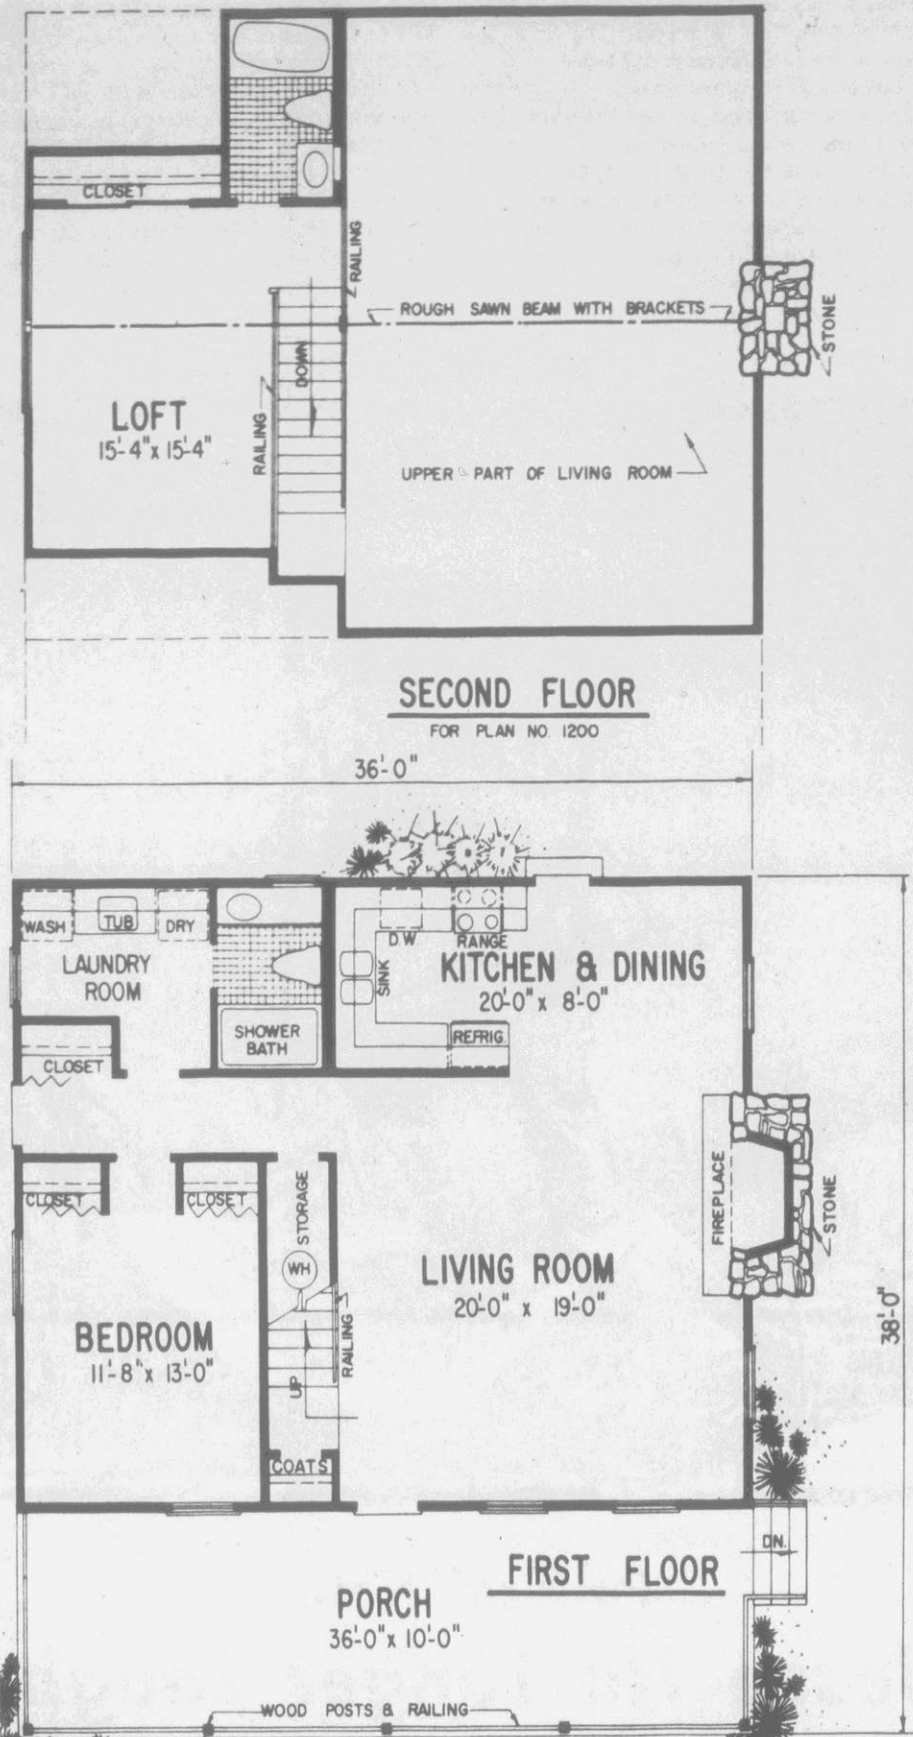 CLOSET
RAILING
ROUGH SAWN BEAM WITH BRACKETS
STONE
DOWN
LOFT
15'-4" x 15'-4"
RAILING
UPPER PART OF LIVING ROOM
SECOND FLOOR
FOR PLAN NO. 1200
36'-0"
WASH
TUB
DRY
D.W
RANGE
LAUNDRY
ROOM
SINK
KITCHEN & DINING
20'-0" x 8'-0"
SHOWER
BATH
REFRIG.
CLOSET
CLOSET
CLOSET
STORAGE
FIREPLACE
STONE
WH
LIVING ROOM
20'-0" x 19'-0"
38'-0"
BEDROOM
11'-8" x 13'-0"
RAILING
UP
COATS
DN.
FIRST FLOOR
PORCH
36'-0" x 10'-0"
WOOD POSTS & RAILING